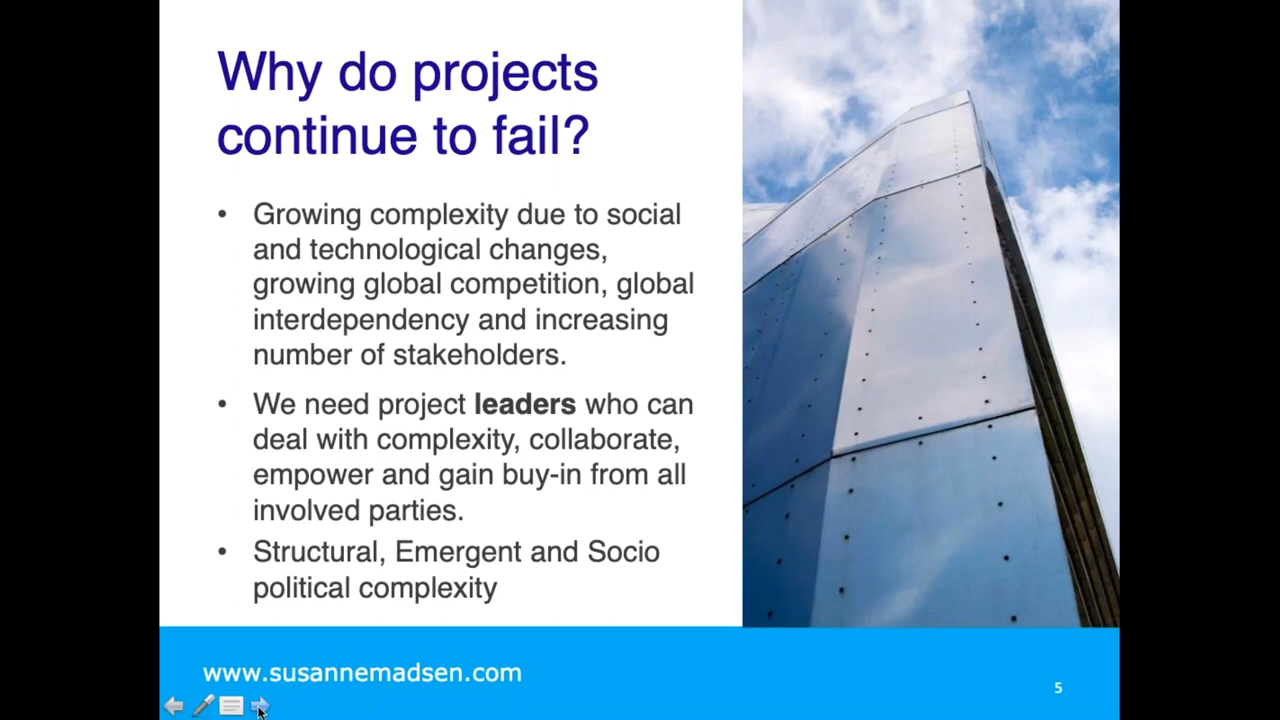 Why do projects
continue to fail?
• Growing complexity due to social
and technological changes,
growing global competition, global
interdependency and increasing
number of stakeholders.
• We need project leaders who can
deal with complexity, collaborate,
empower and gain buy-in from all
involved parties.
• Structural, Emergent and Socio
political complexity
www.susannemadsen.com
5